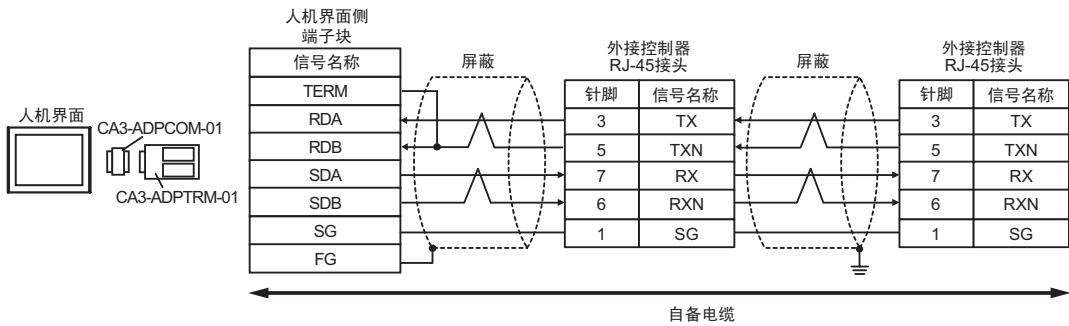 人机界面侧
端子块
信号名称
TERM
RDA
RDB
SDA
SDB
SG
FG
人机界面
CA3-ADPCOM-01
CA3-ADPTRM-01
屏蔽
外接控制器
RJ-45接头
针脚 信号名称
3 TX
5 TXN
7 RX
6 RXN
1 SG
屏蔽
外接控制器
RJ-45接头
针脚 信号名称
3 TX
5 TXN
7 RX
6 RXN
1 SG
自备电缆